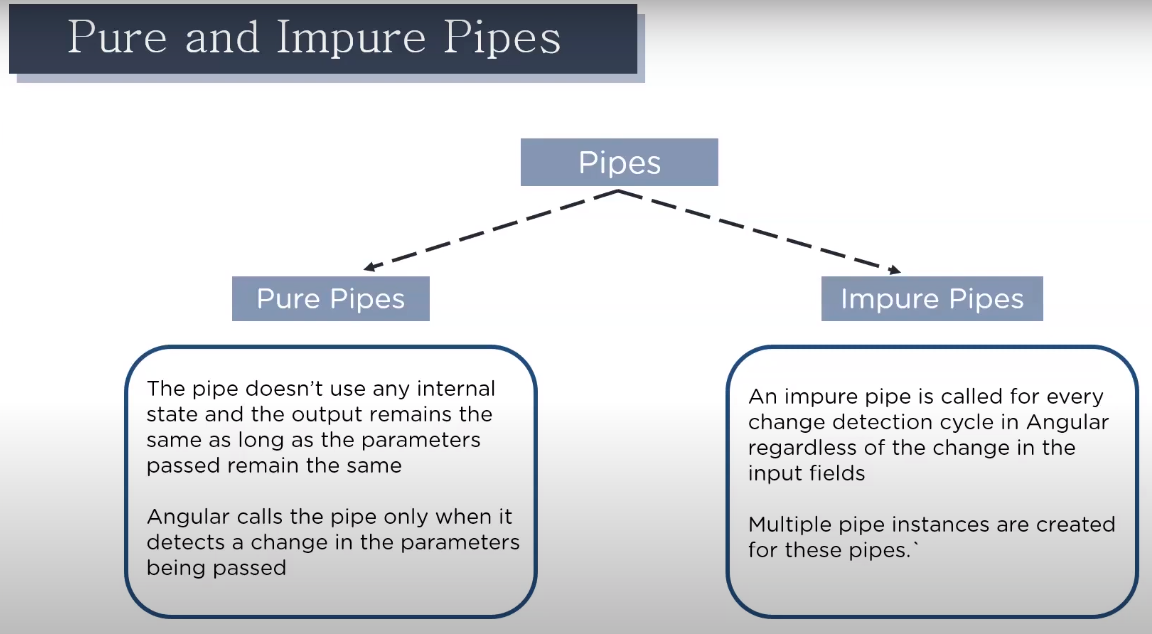 Pure and Impure Pipes
Pipes
Pure Pipes
The pipe doesn't use any internal
state and the output remains the
same as long as the parameters
passed remain the same
Angular calls the pipe only when it
detects a change in the parameters
being passed
Impure Pipes
An impure pipe is called for every
change detection cycle in Angular
regardless of the change in the
input fields
Multiple pipe instances are created
for these pipes.`